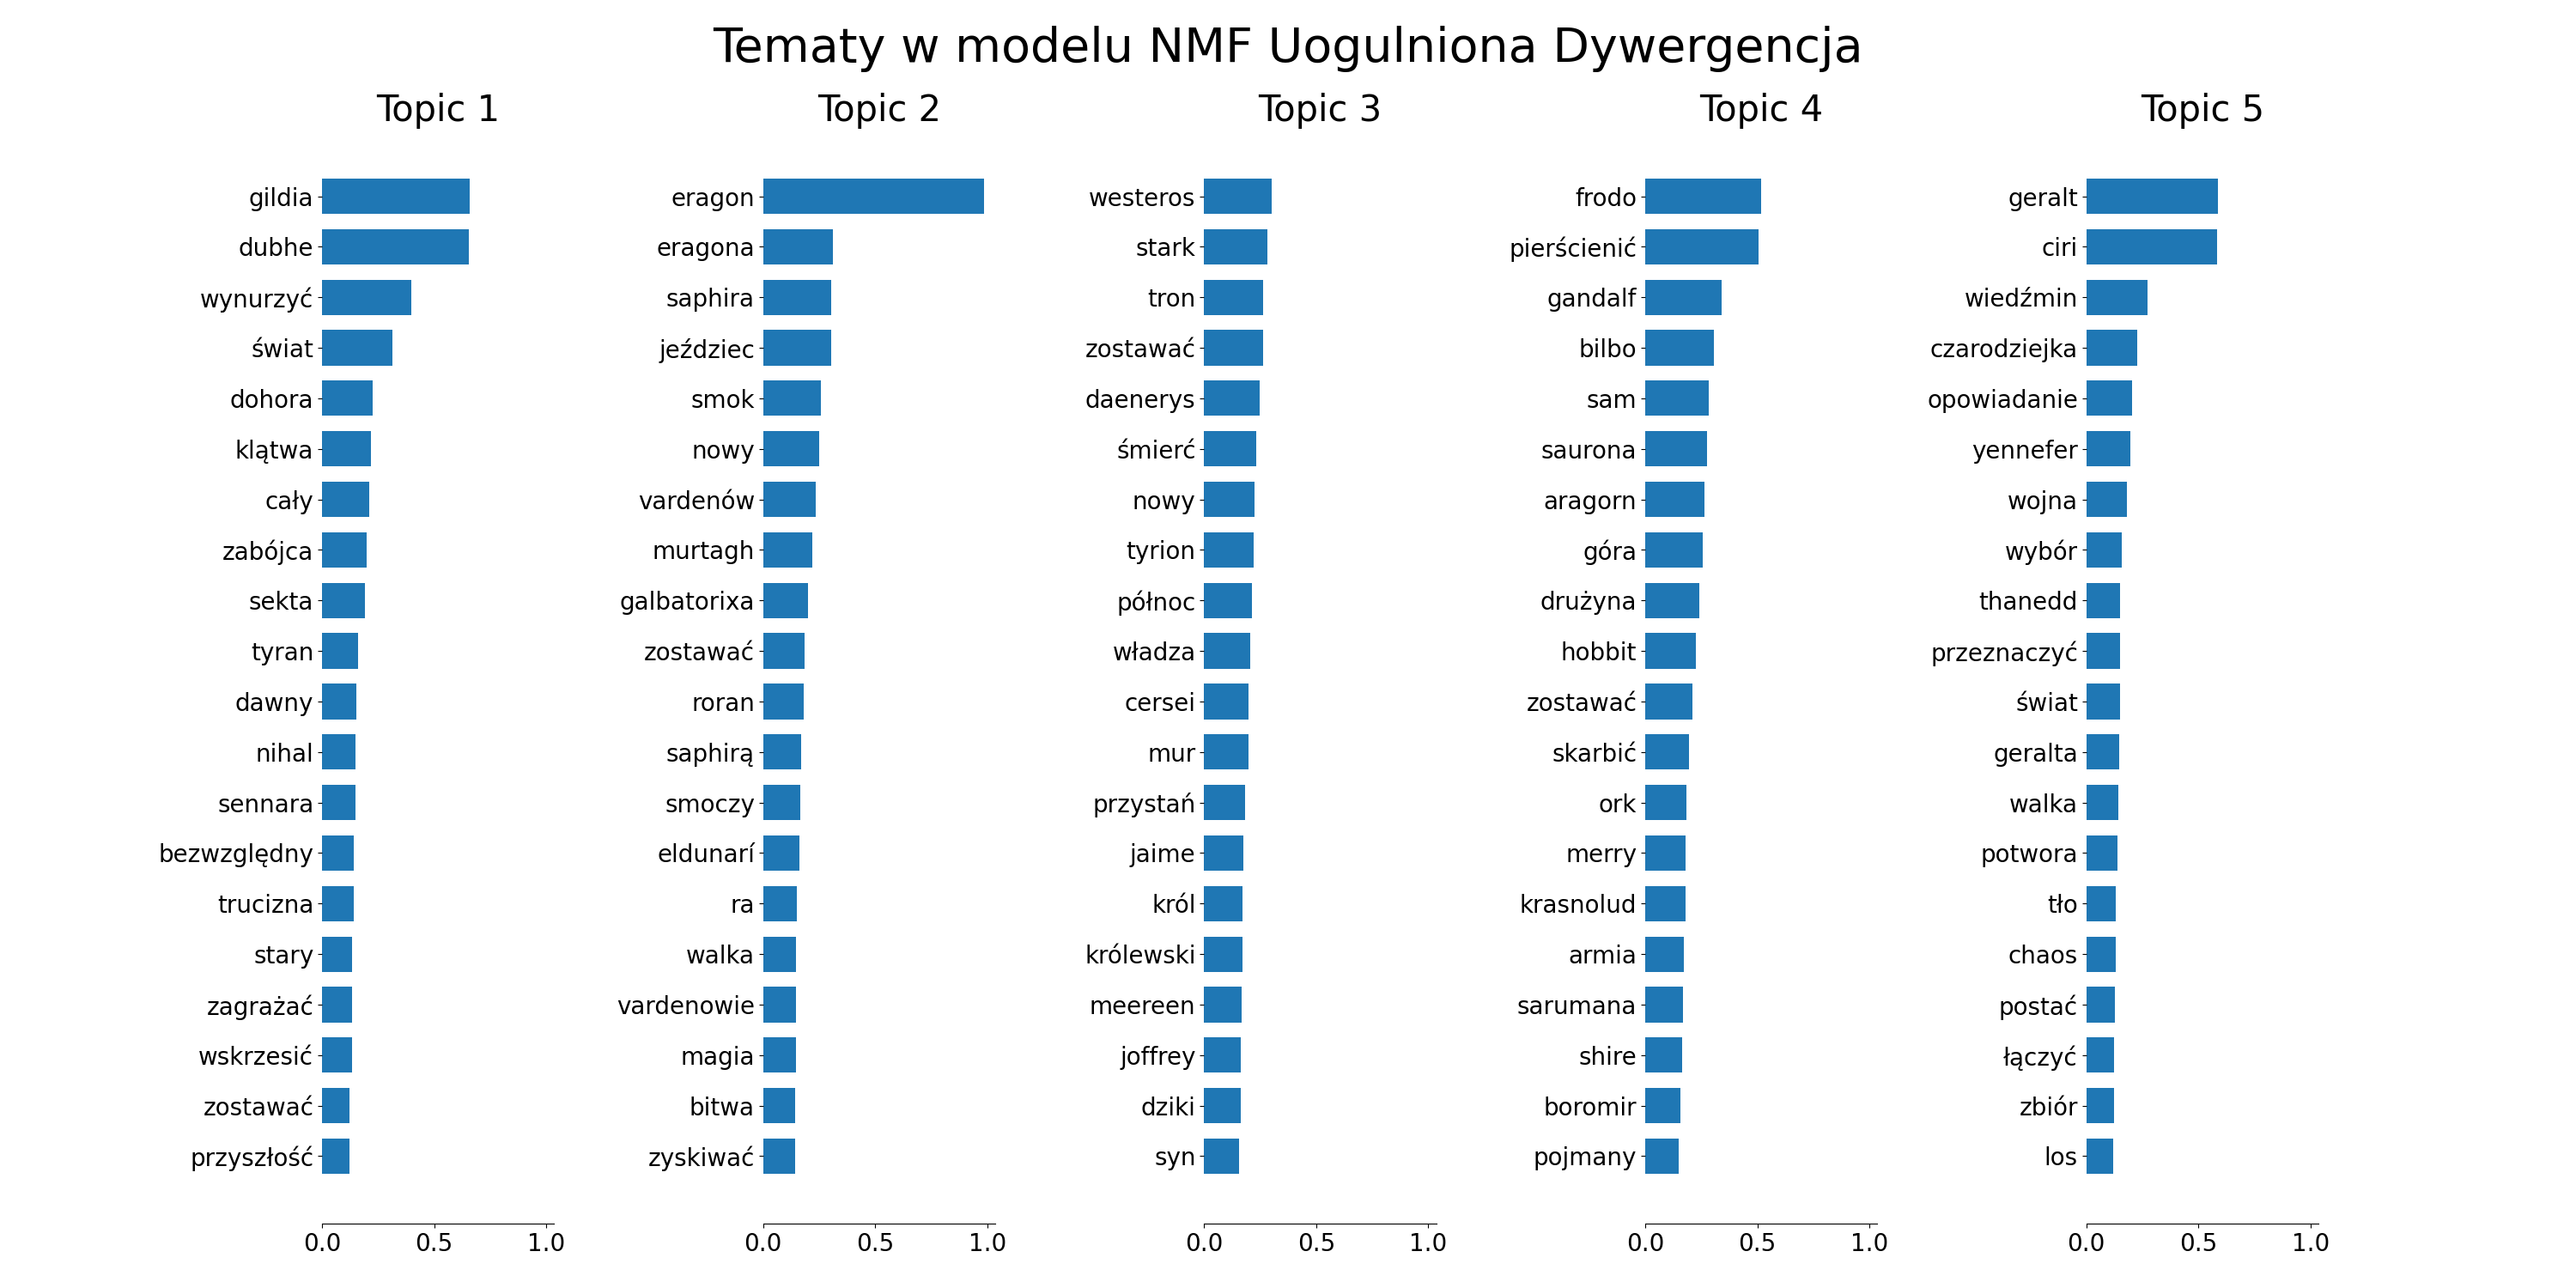 Tematy w modelu NMF Uogulniona Dywergencja
Topic 1
gildia
dubhe
wynurzyć
świat
dohora
klątwa
cały
zabójca
sekta
tyran
dawny
nihal
sennara
bezwzględny
trucizna
stary
zagrażać
wskrzesić
zostawać
przyszłość
0.0 0.5 1.0
Topic 2
eragon
eragona
saphira
jeździec
smok
nowy
vardenów
murtagh
galbatorixa
zostawać
roran
saphirą
smoczy
eldunarí
ra
walka
vardenowie
magia
bitwa
zyskiwać
0.0 0.5 1.0
Topic 3
westeros
stark
tron
zostawać
daenerys
śmierć
nowy
tyrion
północ
władza
cersei
mur
przystań
jaime
król
królewski
meereen
joffrey
dziki
syn
0.0 0.5 1.0
Topic 4
frodo
pierścienić
gandalf
bilbo
sam
saurona
aragorn
góra
drużyna
hobbit
zostawać
skarbić
ork
merry
krasnolud
armia
sarumana
shire
boromir
pojmany
0.0 0.5 1.0
Topic 5
geralt
ciri
wiedźmin
czarodziejka
opowiadanie
yennefer
wojna
wybór
thanedd
przeznaczyć
świat
geralta
walka
potwora
tło
chaos
postać
łączyć
zbiór
los
0.0 0.5 1.0